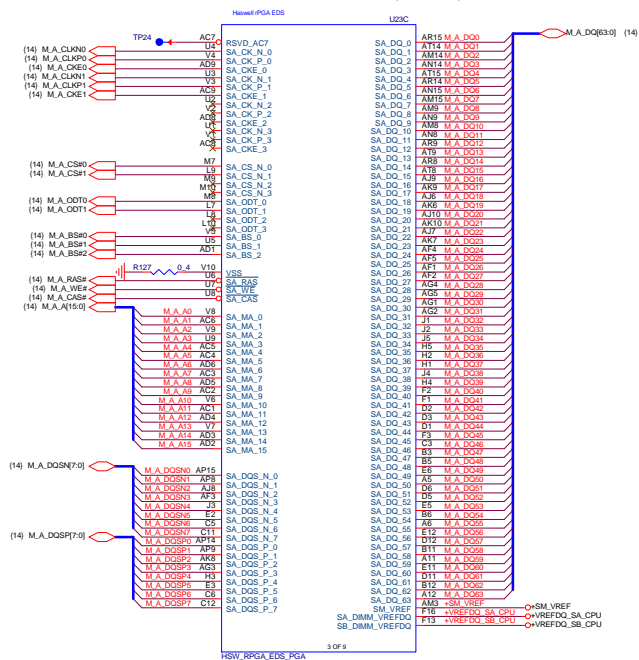 Haswell rPGA EDS
U23C
TP24 AC7 RSVD_AC7
{14} M_A_CLKN0 U4 SA_CK_N_0
{14} M_A_CLKP0 V4 SA_CK_P_0
{14} M_A_CKE0 AD9 SA_CKE_0
{14} M_A_CLKN1 U3 SA_CK_N_1
{14} M_A_CLKP1 V3 SA_CK_P_1
{14} M_A_CKE1 AC9 SA_CKE_1
U2 SA_CK_N_2
V2 SA_CK_P_2
AD8 SA_CKE_2
U1 SA_CK_N_3
V1 SA_CK_P_3
AC8 SA_CKE_3
{14} M_A_CS#0 M7 SA_CS_N_0
{14} M_A_CS#1 L9 SA_CS_N_1
M9 SA_CS_N_2
M10 SA_CS_N_3
{14} M_A_ODT0 M8 SA_ODT_0
{14} M_A_ODT1 L7 SA_ODT_1
L8 SA_ODT_2
L10 SA_ODT_3
{14} M_A_BS#0 V5 SA_BS_0
{14} M_A_BS#1 U5 SA_BS_1
{14} M_A_BS#2 AD1 SA_BS_2
R127 0_4 V10 VSS
{14} M_A_RAS# U6 SA_RAS
{14} M_A_WE# U7 SA_WE
{14} M_A_CAS# U8 SA_CAS
{14} M_A_A[15:0]
M_A_A0 V8 SA_MA_0
M_A_A1 AC6 SA_MA_1
M_A_A2 V9 SA_MA_2
M_A_A3 U9 SA_MA_3
M_A_A4 AC5 SA_MA_4
M_A_A5 AC4 SA_MA_5
M_A_A6 AD6 SA_MA_6
M_A_A7 AC3 SA_MA_7
M_A_A8 AD5 SA_MA_8
M_A_A9 AC2 SA_MA_9
M_A_A10 V6 SA_MA_10
M_A_A11 AC1 SA_MA_11
M_A_A12 AD4 SA_MA_12
M_A_A13 V7 SA_MA_13
M_A_A14 AD3 SA_MA_14
M_A_A15 AD2 SA_MA_15
{14} M_A_DQSN[7:0]
M_A_DQSN0 AP15 SA_DQS_N_0
M_A_DQSN1 AP8 SA_DQS_N_1
M_A_DQSN2 AJ8 SA_DQS_N_2
M_A_DQSN3 AF3 SA_DQS_N_3
M_A_DQSN4 J3 SA_DQS_N_4
M_A_DQSN5 E2 SA_DQS_N_5
M_A_DQSN6 C5 SA_DQS_N_6
M_A_DQSN7 C11 SA_DQS_N_7
{14} M_A_DQSP[7:0]
M_A_DQSP0 AP14 SA_DQS_P_0
M_A_DQSP1 AP9 SA_DQS_P_1
M_A_DQSP2 AK8 SA_DQS_P_2
M_A_DQSP3 AG3 SA_DQS_P_3
M_A_DQSP4 H3 SA_DQS_P_4
M_A_DQSP5 E3 SA_DQS_P_5
M_A_DQSP6 C6 SA_DQS_P_6
M_A_DQSP7 C12 SA_DQS_P_7
M_A_DQ[63:0] {14}
SA_DQ_0 AR15 M_A_DQ0
SA_DQ_1 AT14 M_A_DQ1
SA_DQ_2 AM14 M_A_DQ2
SA_DQ_3 AN14 M_A_DQ3
SA_DQ_4 AT15 M_A_DQ4
SA_DQ_5 AR14 M_A_DQ5
SA_DQ_6 AN15 M_A_DQ6
SA_DQ_7 AM15 M_A_DQ7
SA_DQ_8 AM9 M_A_DQ8
SA_DQ_9 AN9 M_A_DQ9
SA_DQ_10 AM8 M_A_DQ10
SA_DQ_11 AN8 M_A_DQ11
SA_DQ_12 AR9 M_A_DQ12
SA_DQ_13 AT9 M_A_DQ13
SA_DQ_14 AR8 M_A_DQ14
SA_DQ_15 AT8 M_A_DQ15
SA_DQ_16 AJ9 M_A_DQ16
SA_DQ_17 AK9 M_A_DQ17
SA_DQ_18 AJ6 M_A_DQ18
SA_DQ_19 AK6 M_A_DQ19
SA_DQ_20 AJ10 M_A_DQ20
SA_DQ_21 AK10 M_A_DQ21
SA_DQ_22 AJ7 M_A_DQ22
SA_DQ_23 AK7 M_A_DQ23
SA_DQ_24 AF4 M_A_DQ24
SA_DQ_25 AF5 M_A_DQ25
SA_DQ_26 AF1 M_A_DQ26
SA_DQ_27 AF2 M_A_DQ27
SA_DQ_28 AG4 M_A_DQ28
SA_DQ_29 AG5 M_A_DQ29
SA_DQ_30 AG1 M_A_DQ30
SA_DQ_31 AG2 M_A_DQ31
SA_DQ_32 J1 M_A_DQ32
SA_DQ_33 J2 M_A_DQ33
SA_DQ_34 J5 M_A_DQ34
SA_DQ_35 H5 M_A_DQ35
SA_DQ_36 H2 M_A_DQ36
SA_DQ_37 H1 M_A_DQ37
SA_DQ_38 J4 M_A_DQ38
SA_DQ_39 H4 M_A_DQ39
SA_DQ_40 F2 M_A_DQ40
SA_DQ_41 F1 M_A_DQ41
SA_DQ_42 D2 M_A_DQ42
SA_DQ_43 D3 M_A_DQ43
SA_DQ_44 D1 M_A_DQ44
SA_DQ_45 F3 M_A_DQ45
SA_DQ_46 C3 M_A_DQ46
SA_DQ_47 B3 M_A_DQ47
SA_DQ_48 B5 M_A_DQ48
SA_DQ_49 E6 M_A_DQ49
SA_DQ_50 A5 M_A_DQ50
SA_DQ_51 D6 M_A_DQ51
SA_DQ_52 D5 M_A_DQ52
SA_DQ_53 E5 M_A_DQ53
SA_DQ_54 B6 M_A_DQ54
SA_DQ_55 A6 M_A_DQ55
SA_DQ_56 E12 M_A_DQ56
SA_DQ_57 D12 M_A_DQ57
SA_DQ_58 B11 M_A_DQ58
SA_DQ_59 A11 M_A_DQ59
SA_DQ_60 E11 M_A_DQ60
SA_DQ_61 D11 M_A_DQ61
SA_DQ_62 B12 M_A_DQ62
SA_DQ_63 A12 M_A_DQ63
SM_VREF AM3 +SM_VREF +SM_VREF
SA_DIMM_VREFDQ F16 +VREFDQ_SA_CPU +VREFDQ_SA_CPU
SB_DIMM_VREFDQ F13 +VREFDQ_SB_CPU +VREFDQ_SB_CPU
3 OF 9
HSW_RPGA_EDS_PGA